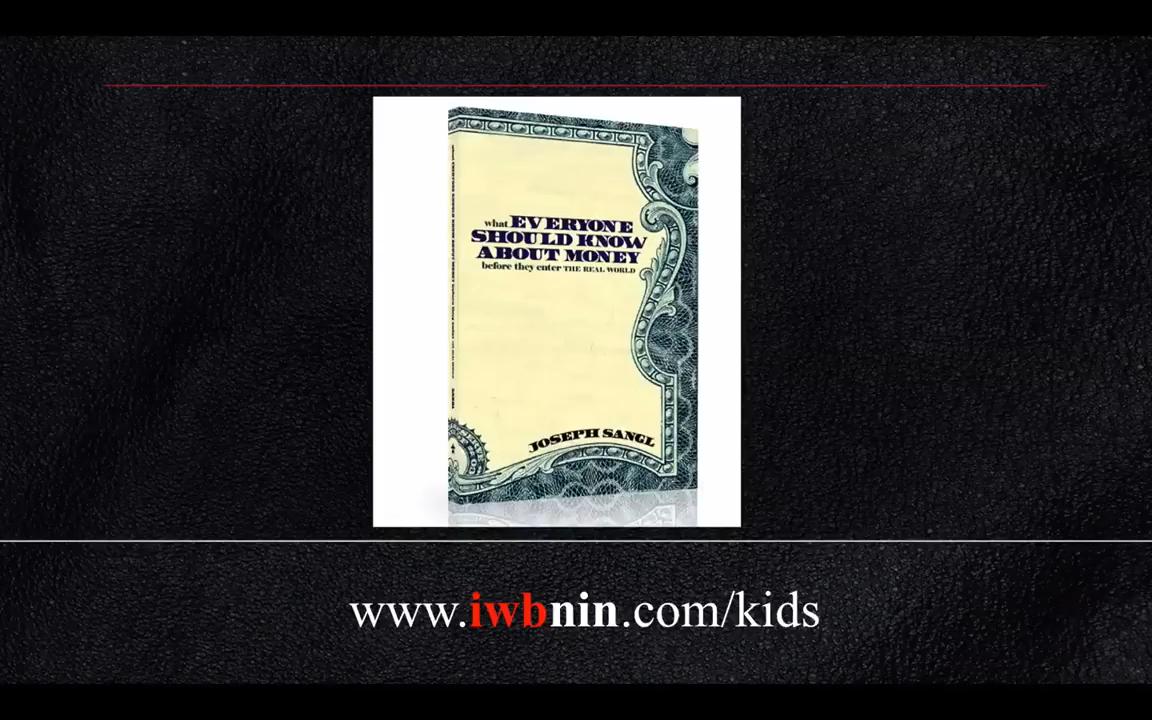 what EVERYONE
SHOULD KNOW
ABOUT MONEY
before they enter THE REAL WORLD
JOSEPH SANGL
www.iwbnin.com/kids